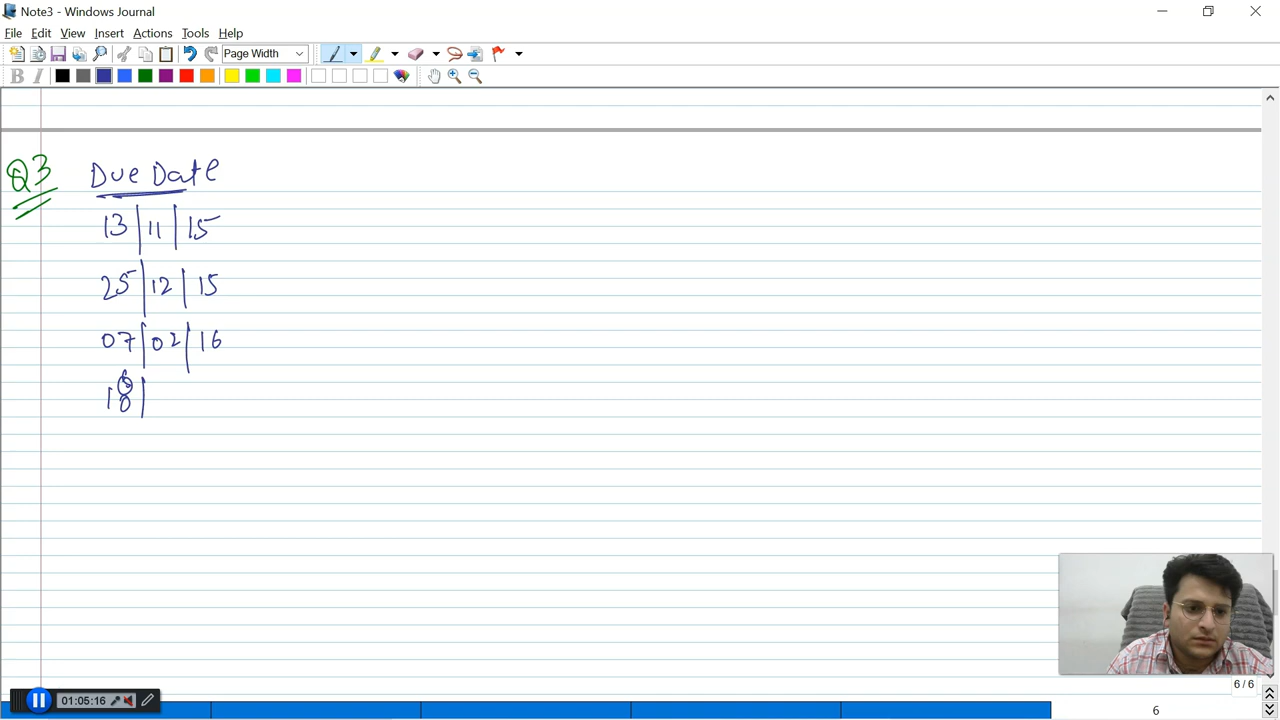 Note3 - Windows Journal
File Edit View Insert Actions Tools Help
Page Width
B I
Q3 Due Date
13|11|15
25|12|15
07|02|16
18|
6 / 6
01:05:16
6